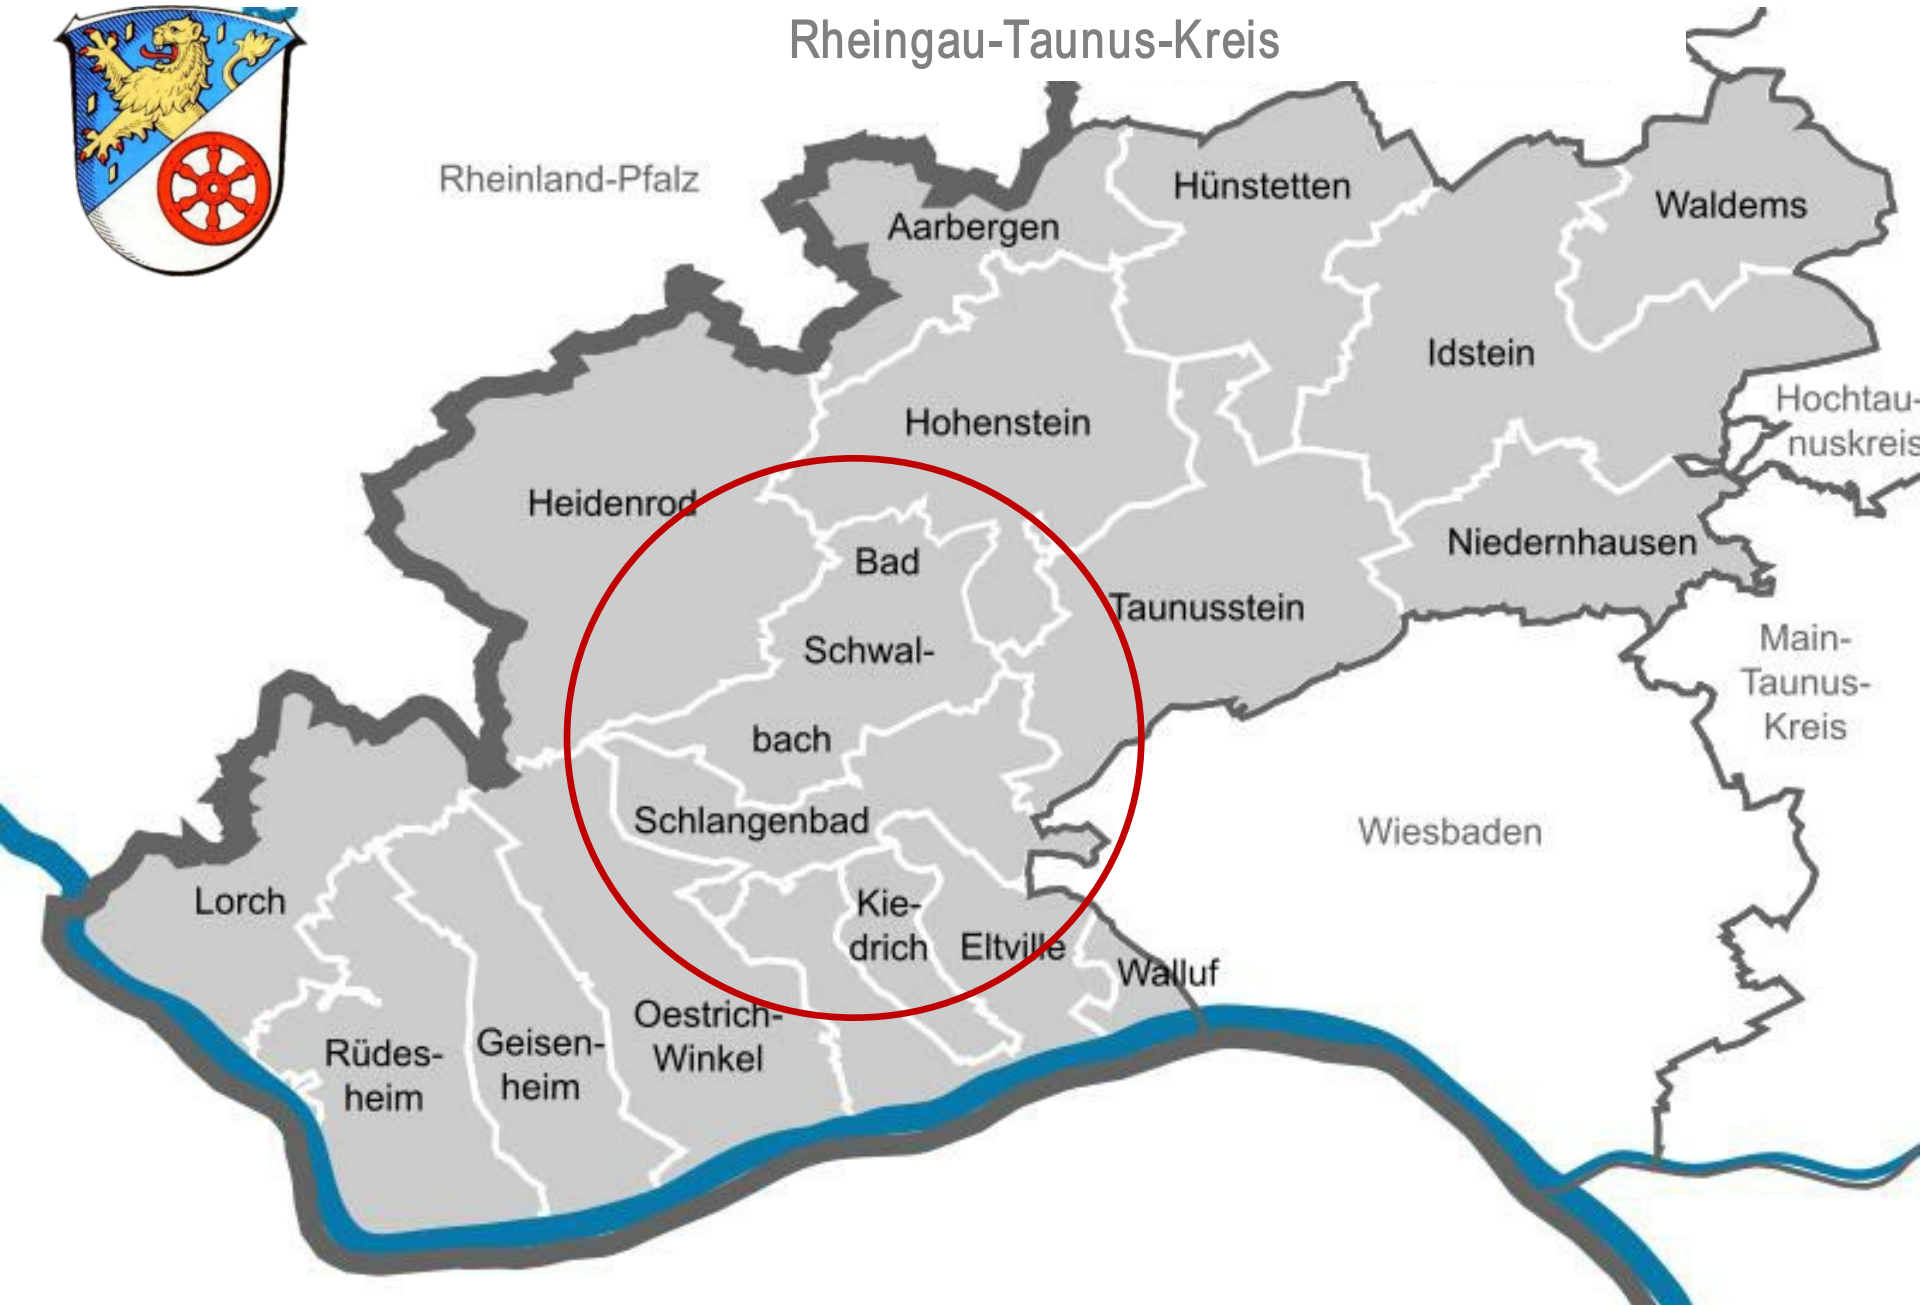 Rheingau-Taunus-Kreis
Rheinland-Pfalz
Hünstetten
Waldems
Aarbergen
Idstein
Hochtau-
nuskreis
Hohenstein
Heidenrod
Niedernhausen
Bad
Schwal-
bach
Taunusstein
Main-
Taunus-
Kreis
Schlangenbad
Wiesbaden
Lorch
Kie-
drich
Eltville
Walluf
Oestrich-
Winkel
Geisen-
heim
Rüdes-
heim